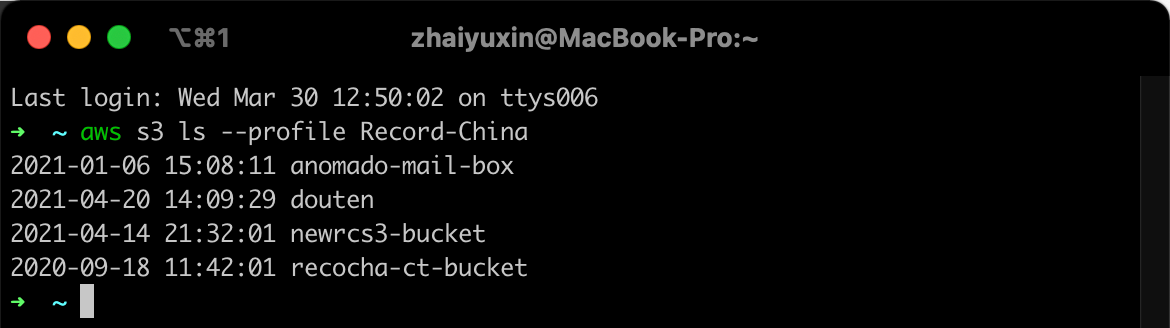 ⌥⌘1 zhaiyuxin@MacBook-Pro:~
Last login: Wed Mar 30 12:50:02 on ttys006
➜ ~ aws s3 ls --profile Record-China
2021-01-06 15:08:11 anomado-mail-box
2021-04-20 14:09:29 douten
2021-04-14 21:32:01 newrcs3-bucket
2020-09-18 11:42:01 recocha-ct-bucket
➜ ~